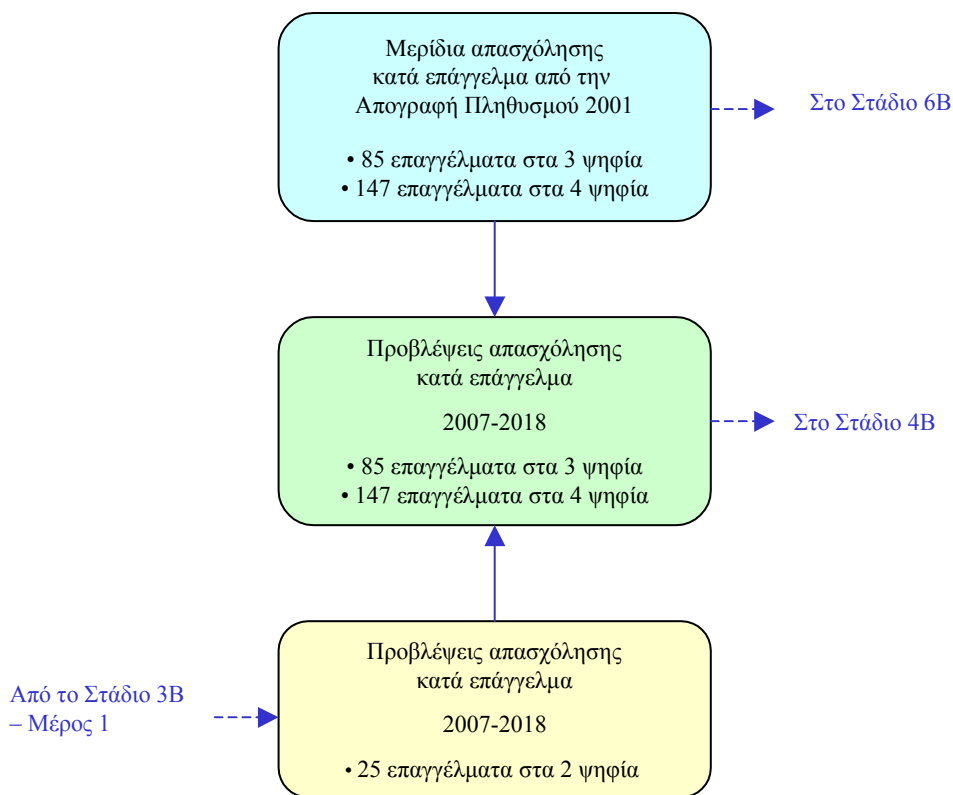 Μερίδια απασχόλησης
κατά επάγγελμα από την
Απογραφή Πληθυσμού 2001
• 85 επαγγέλματα στα 3 ψηφία
• 147 επαγγέλματα στα 4 ψηφία
Στο Στάδιο 6Β
Προβλέψεις απασχόλησης
κατά επάγγελμα
2007-2018
• 85 επαγγέλματα στα 3 ψηφία
• 147 επαγγέλματα στα 4 ψηφία
Στο Στάδιο 4Β
Προβλέψεις απασχόλησης
κατά επάγγελμα
2007-2018
• 25 επαγγέλματα στα 2 ψηφία
Από το Στάδιο 3Β
– Μέρος 1